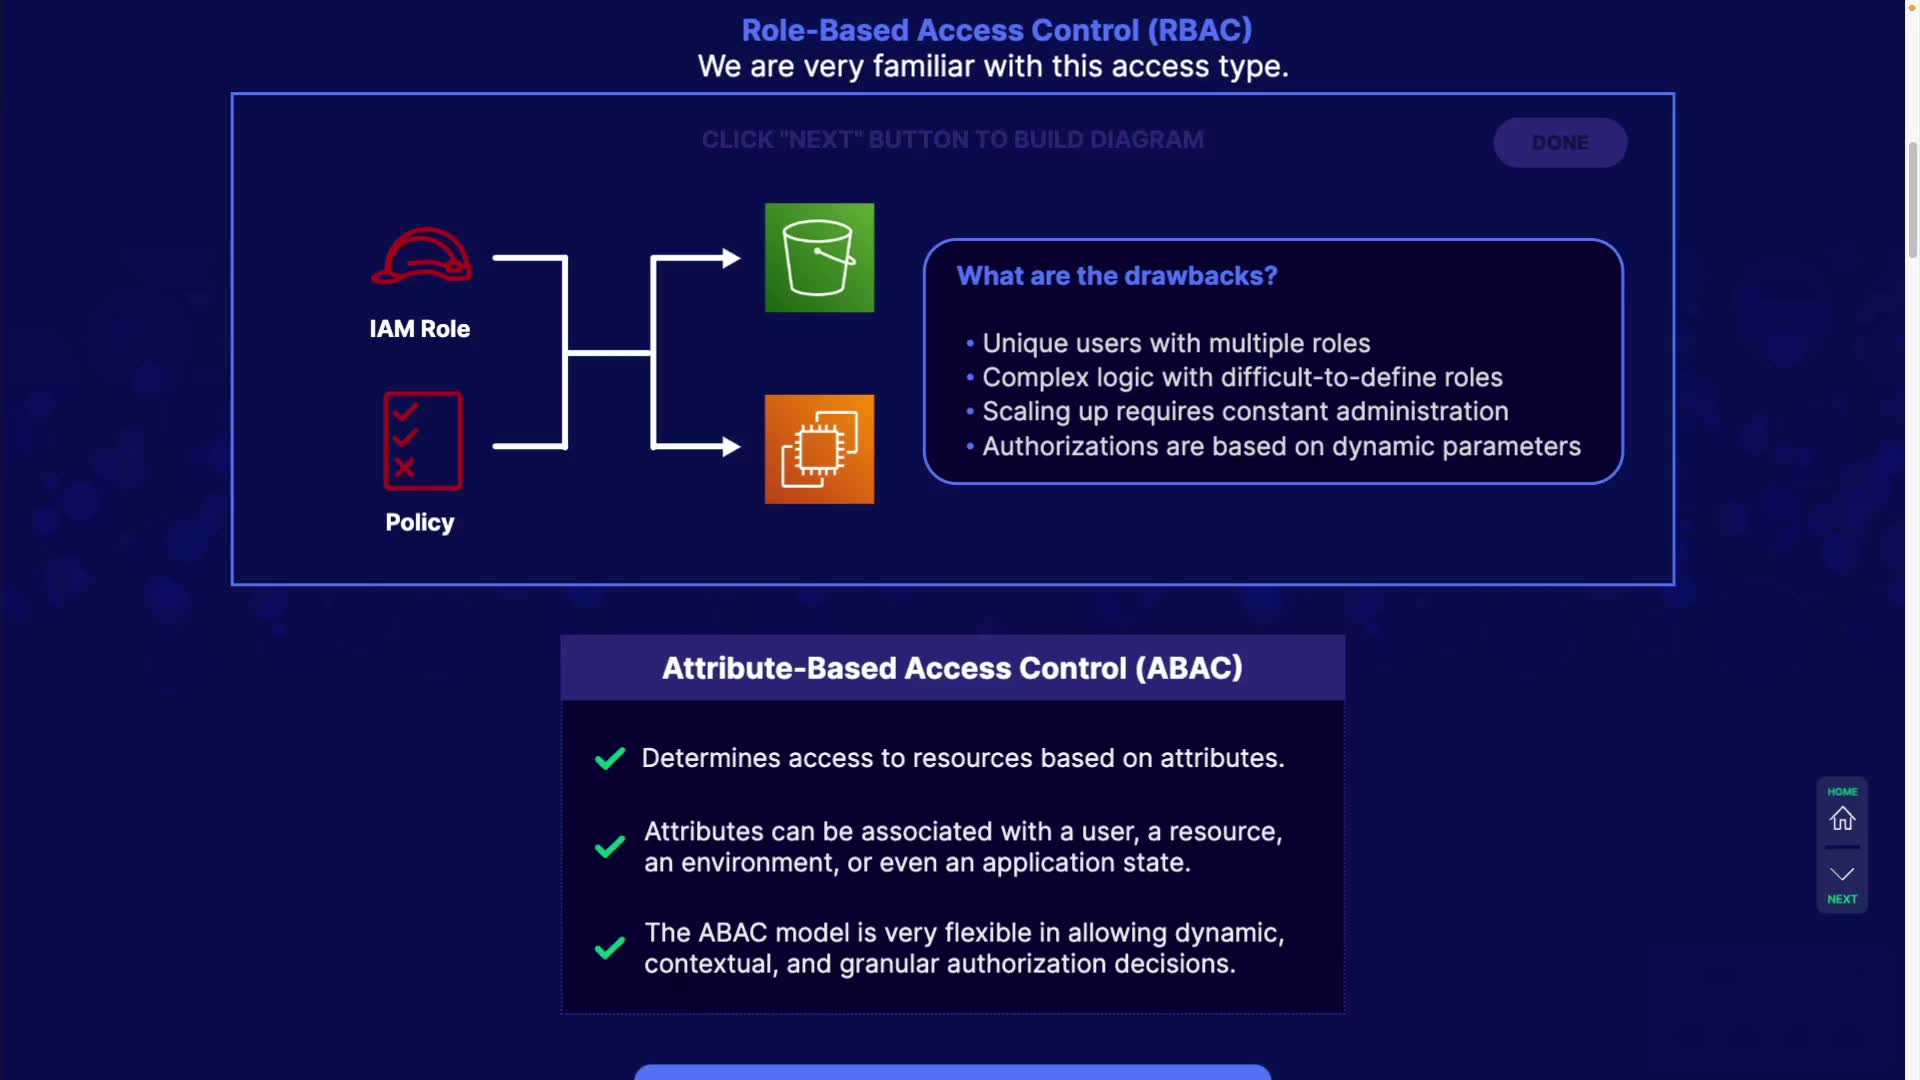 Role-Based Access Control (RBAC)
We are very familiar with this access type.
CLICK "NEXT" BUTTON TO BUILD DIAGRAM
DONE
IAM Role
Policy
What are the drawbacks?
• Unique users with multiple roles
• Complex logic with difficult-to-define roles
• Scaling up requires constant administration
• Authorizations are based on dynamic parameters
Attribute-Based Access Control (ABAC)
Determines access to resources based on attributes.
Attributes can be associated with a user, a resource,
an environment, or even an application state.
The ABAC model is very flexible in allowing dynamic,
contextual, and granular authorization decisions.
HOME
NEXT